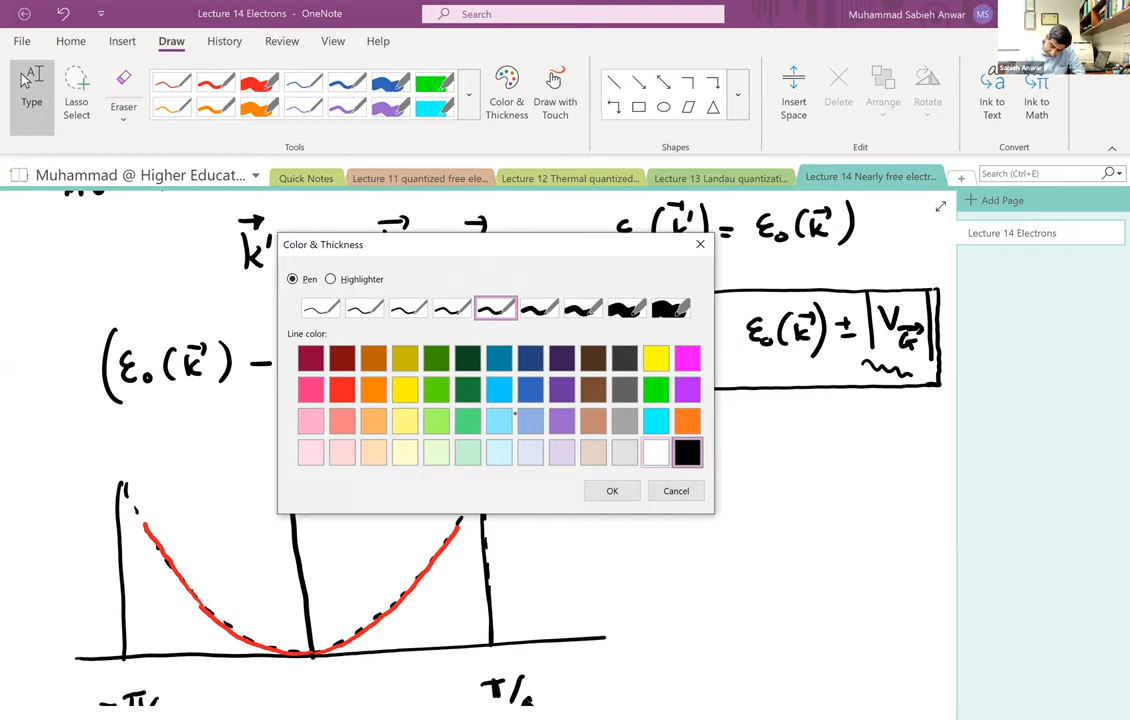 Lecture 14 Electrons - OneNote
Search
Muhammad Sabieh Anwar
MS
Sabieh Anwar
File Home Insert Draw History Review View Help
Type
Lasso Select
Eraser
Color & Thickness
Draw with Touch
Insert Space
Delete
Arrange
Rotate
Ink to Text
Ink to Math
Tools
Shapes
Edit
Convert
Muhammad @ Higher Educat...
Quick Notes
Lecture 11 quantized free ele...
Lecture 12 Thermal quantized...
Lecture 13 Landau quantizati...
Lecture 14 Nearly free electr...
Search (Ctrl+E)
Add Page
Lecture 14 Electrons
k⃗'
(k⃗') = ε₀(k⃗)
Color & Thickness
Pen Highlighter
Line color:
ε₀(k⃗) ± |V
(ε₀(k⃗) −
OK Cancel
π/